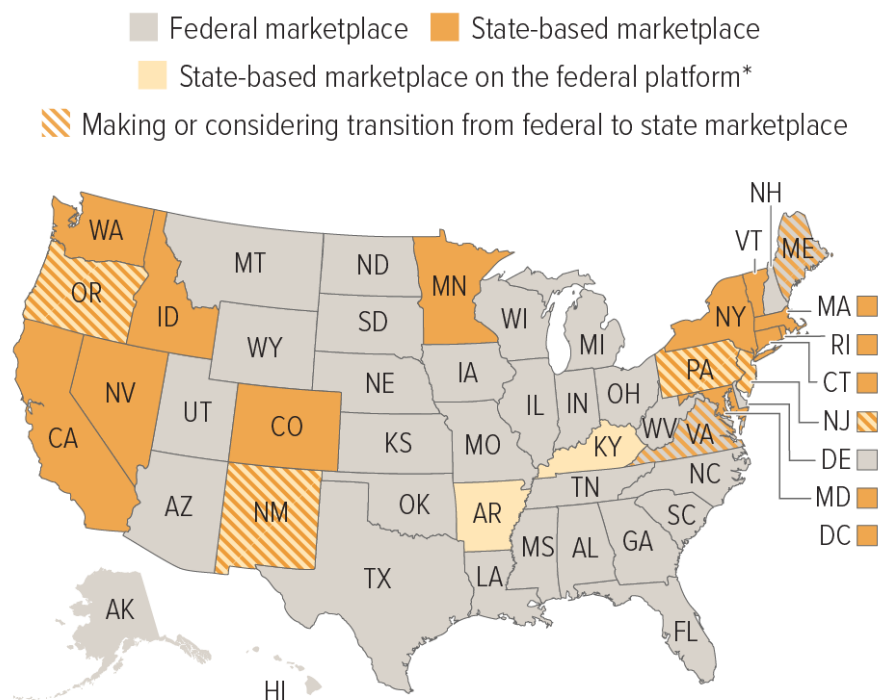 Federal marketplace State-based marketplace
State-based marketplace on the federal platform*
Making or considering transition from federal to state marketplace
NH
WA
VT
ME
MT
ND
OR
MN
ID
SD
WI
NY
MA
WY
MI
RI
IA
PA
CT
NE
NV
OH
NJ
UT
IL
IN
CO
WV
VA
DE
CA
KS
MO
KY
NC
MD
TN
AZ
NM
OK
AR
SC
DC
MS
AL
GA
TX
LA
AK
FL
HI